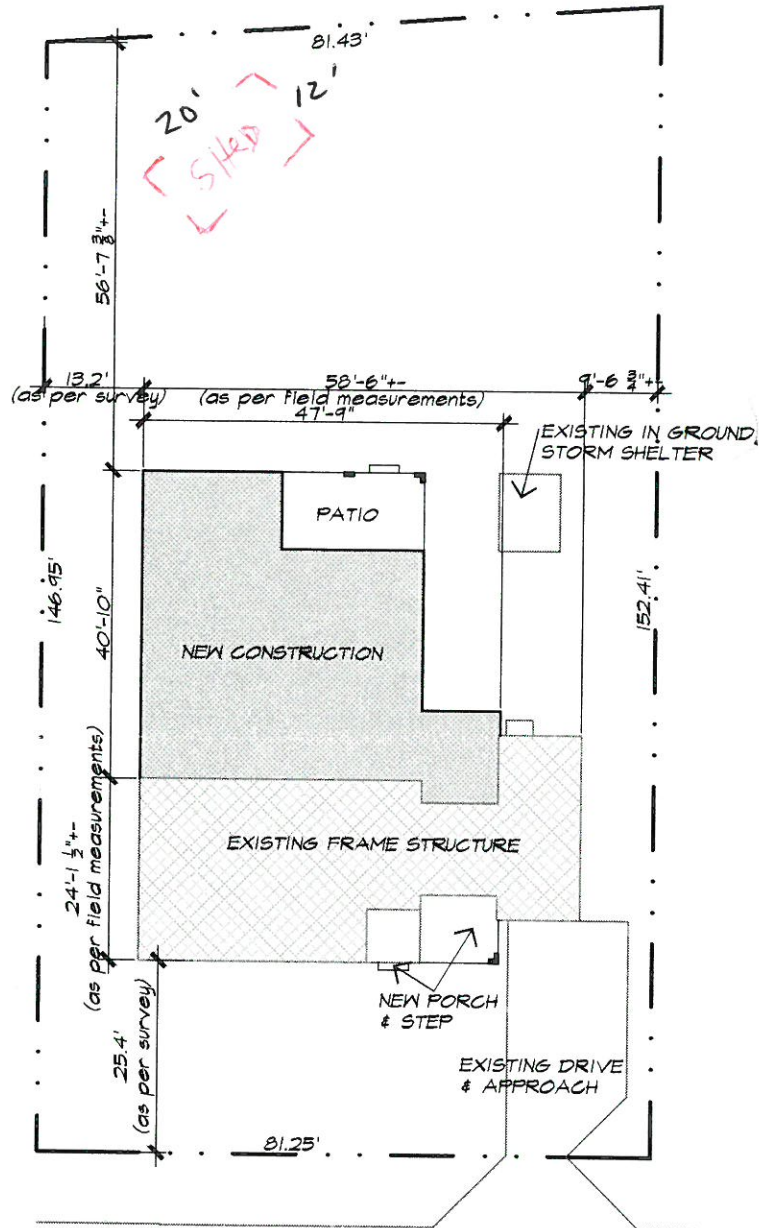 81.43'
20'
12'
SHED
56'-7 3/8"+-
13.2'
(as per survey)
58'-6"+-
(as per field measurements)
9'-6 3/4"+-
47'-9"
EXISTING IN GROUND
STORM SHELTER
PATIO
146.95'
152.41'
40'-10"
NEW CONSTRUCTION
EXISTING FRAME STRUCTURE
24'-1 1/2"+-
(as per field measurements)
NEW PORCH
& STEP
25.4'
(as per survey)
EXISTING DRIVE
& APPROACH
81.25'